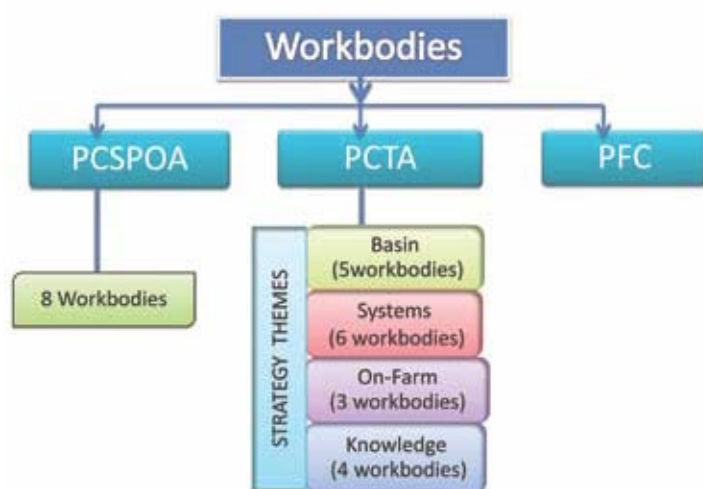 Workbodies
PCSPOA
PCTA
PFC
8 Workbodies
STRATEGY THEMES
Basin
(5workbodies)
Systems
(6 workbodies)
On-Farm
(3 workbodies)
Knowledge
(4 workbodies)